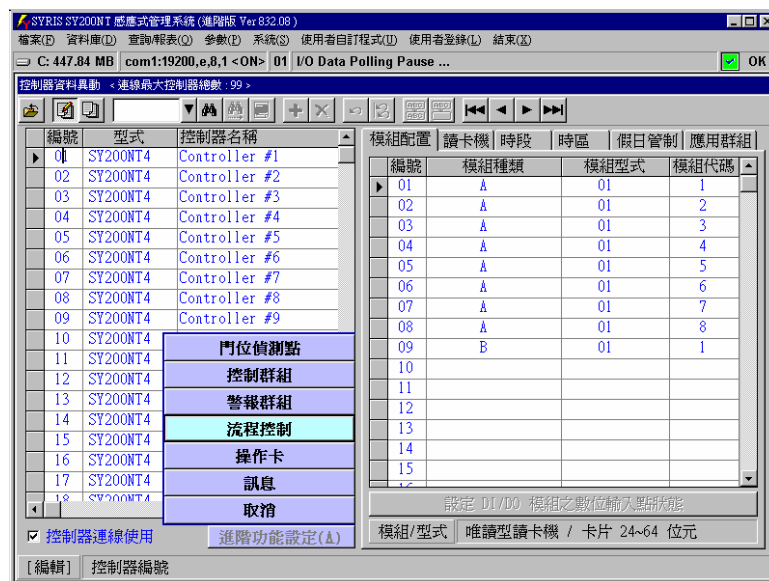 SYRIS SY200NT 感應式管理系統 (進階版 Ver 832.08 )
檔案(F) 資料庫(D) 查詢/報表(O) 參數(P) 系統(S) 使用者自訂程式(U) 使用者登錄(L) 結束(X)
C: 447.84 MB com1:19200,e,8,1 <ON> 01 I/O Data Polling Pause ... OK
控制器資料異動 < 連線最大控制器總數 : 99 >
編號 型式 控制器名稱
01 SY200NT4 Controller #1
02 SY200NT4 Controller #2
03 SY200NT4 Controller #3
04 SY200NT4 Controller #4
05 SY200NT4 Controller #5
06 SY200NT4 Controller #6
07 SY200NT4 Controller #7
08 SY200NT4 Controller #8
09 SY200NT4 Controller #9
10 SY200NT4
11 SY200NT4
12 SY200NT4
13 SY200NT4
14 SY200NT4
15 SY200NT4
16 SY200NT4
17 SY200NT4
18 SY200NT4
門位偵測點
控制群組
警報群組
流程控制
操作卡
訊息
取消
控制器連線使用 進階功能設定(A)
模組配置 讀卡機 時段 時區 假日管制 應用群組
編號 模組種類 模組型式 模組代碼
01 A 01 1
02 A 01 2
03 A 01 3
04 A 01 4
05 A 01 5
06 A 01 6
07 A 01 7
08 A 01 8
09 B 01 1
10
11
12
13
14
15
設定 DI/DO 模組之數位輸入點狀態
模組/型式 唯讀型讀卡機 / 卡片 24~64 位元
[編輯] 控制器編號